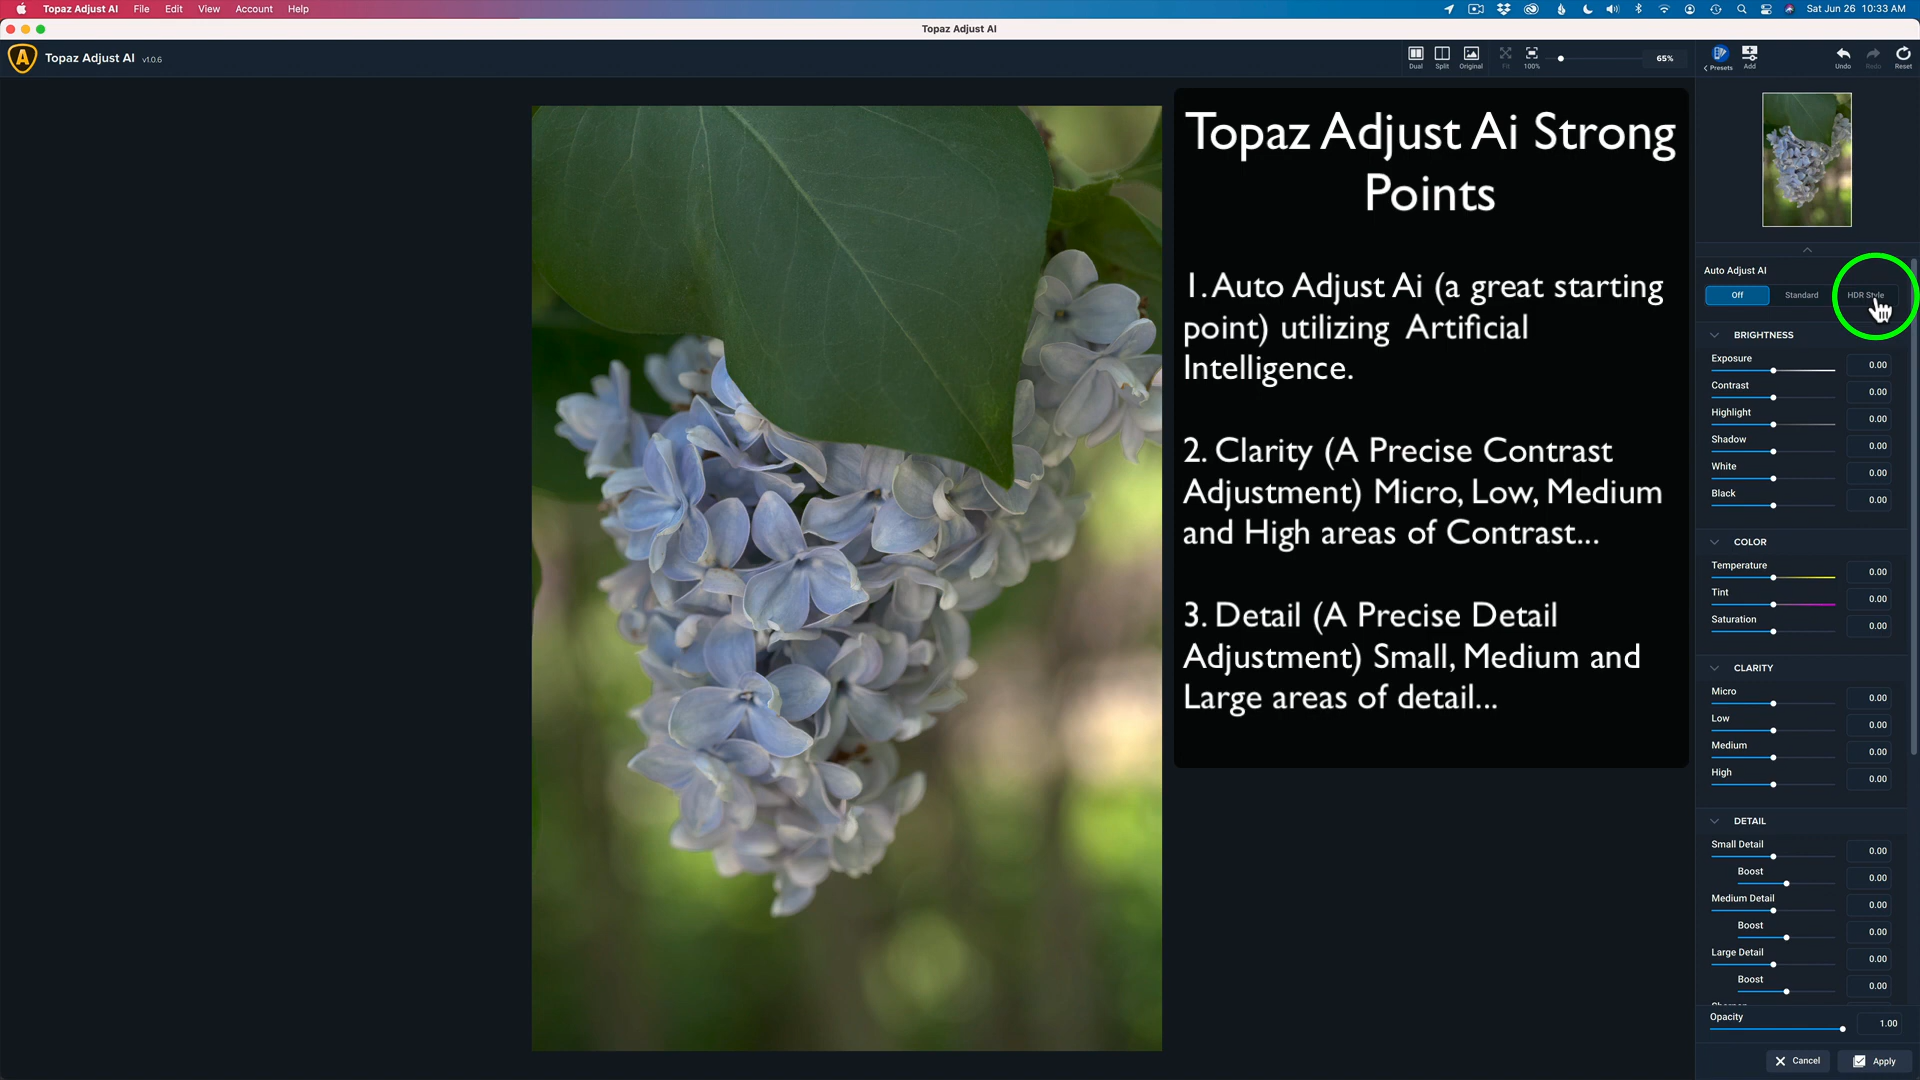 Topaz Adjust AI File Edit View Account Help Sat Jun 26 10:33 AM
Topaz Adjust AI
A Topaz Adjust AI v1.0.6
Dual Split Original Fit 100% 65% Presets Add Undo Redo Reset
Topaz Adjust Ai Strong
Points
1. Auto Adjust Ai (a great starting
point) utilizing Artificial
Intelligence.
2. Clarity (A Precise Contrast
Adjustment) Micro, Low, Medium
and High areas of Contrast...
3. Detail (A Precise Detail
Adjustment) Small, Medium and
Large areas of detail...
Auto Adjust AI
Off Standard HDR Style
BRIGHTNESS
Exposure 0.00
Contrast 0.00
Highlight 0.00
Shadow 0.00
White 0.00
Black 0.00
COLOR
Temperature 0.00
Tint 0.00
Saturation 0.00
CLARITY
Micro 0.00
Low 0.00
Medium 0.00
High 0.00
DETAIL
Small Detail 0.00
Boost 0.00
Medium Detail 0.00
Boost 0.00
Large Detail 0.00
Boost 0.00
Opacity 1.00
Cancel Apply